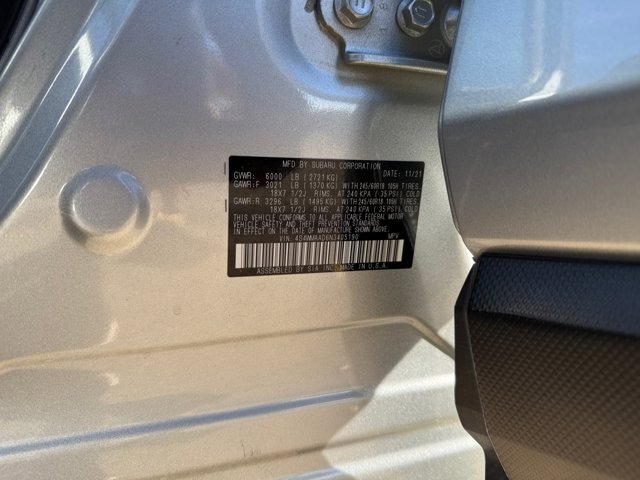 MFD BY SUBARU CORPORATION DATE: 11/21
GVWR: 6000 LB ( 2721 KG)
GAWR:F 3021 LB ( 1370 KG) WITH 245/60R18 105H TIRES,
18X7 1/2J RIMS, AT 240 KPA ( 35 PSI) COLD
GAWR:R 3296 LB ( 1495 KG) WITH 245/60R18 105H TIRES,
18X7 1/2J RIMS, AT 240 KPA ( 35 PSI) COLD
THIS VEHICLE CONFORMS TO ALL APPLICABLE FEDERAL MOTOR
VEHICLE SAFETY AND THEFT PREVENTION STANDARDS
IN EFFECT ON THE DATE OF MANUFACTURE SHOWN ABOVE.
VIN: MPV
ASSEMBLED BY SIA, INC. MADE IN U.S.A.